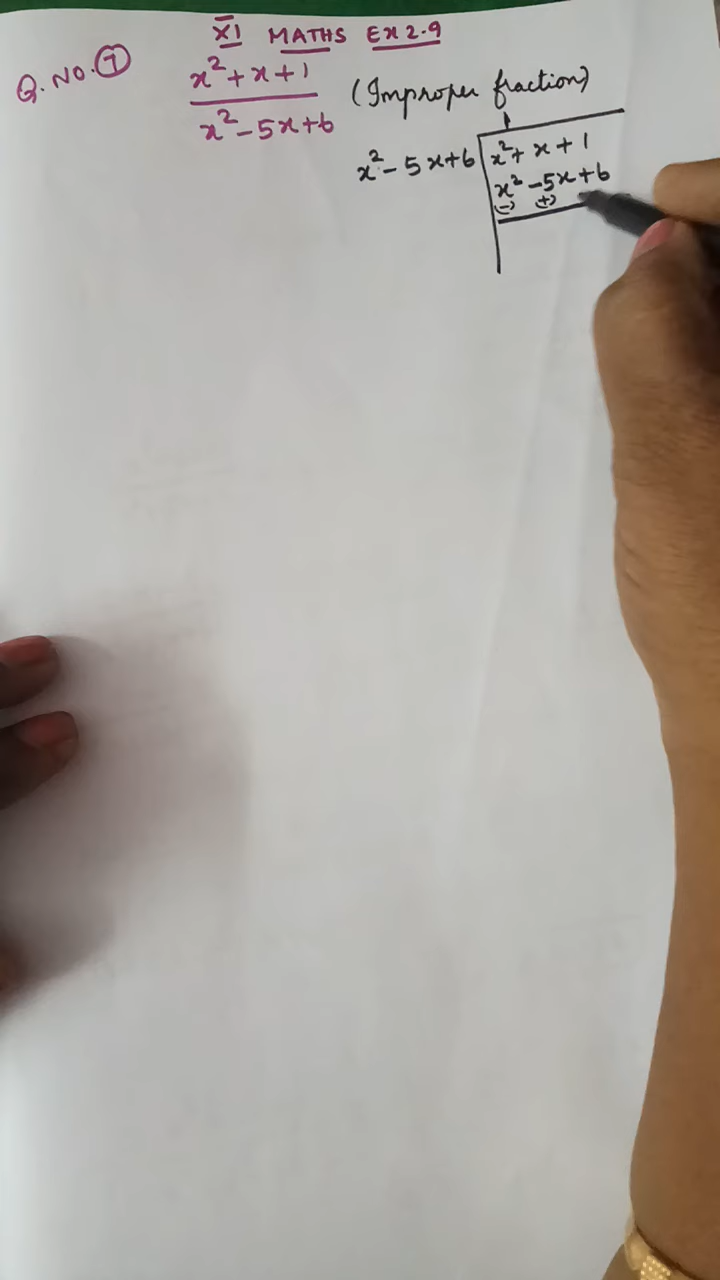 XI MATHS EX 2.9
Q. NO. 7
x² + x + 1
x² - 5x + 6
(Improper fraction)
1
x² - 5x + 6
x² + x + 1
x² - 5x + 6
(-) (+)